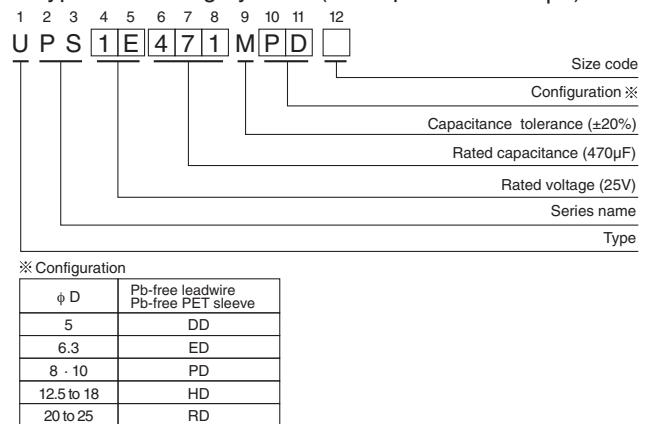 1 2 3 4 5 6 7 8 9 10 11 12
U P S 1 E 4 7 1 M P D
Size code
Configuration ※
Capacitance tolerance (±20%)
Rated capacitance (470µF)
Rated voltage (25V)
Series name
Type
※ Configuration
ϕ D Pb-free leadwire
Pb-free PET sleeve
5 DD
6.3 ED
8 · 10 PD
12.5 to 18 HD
20 to 25 RD